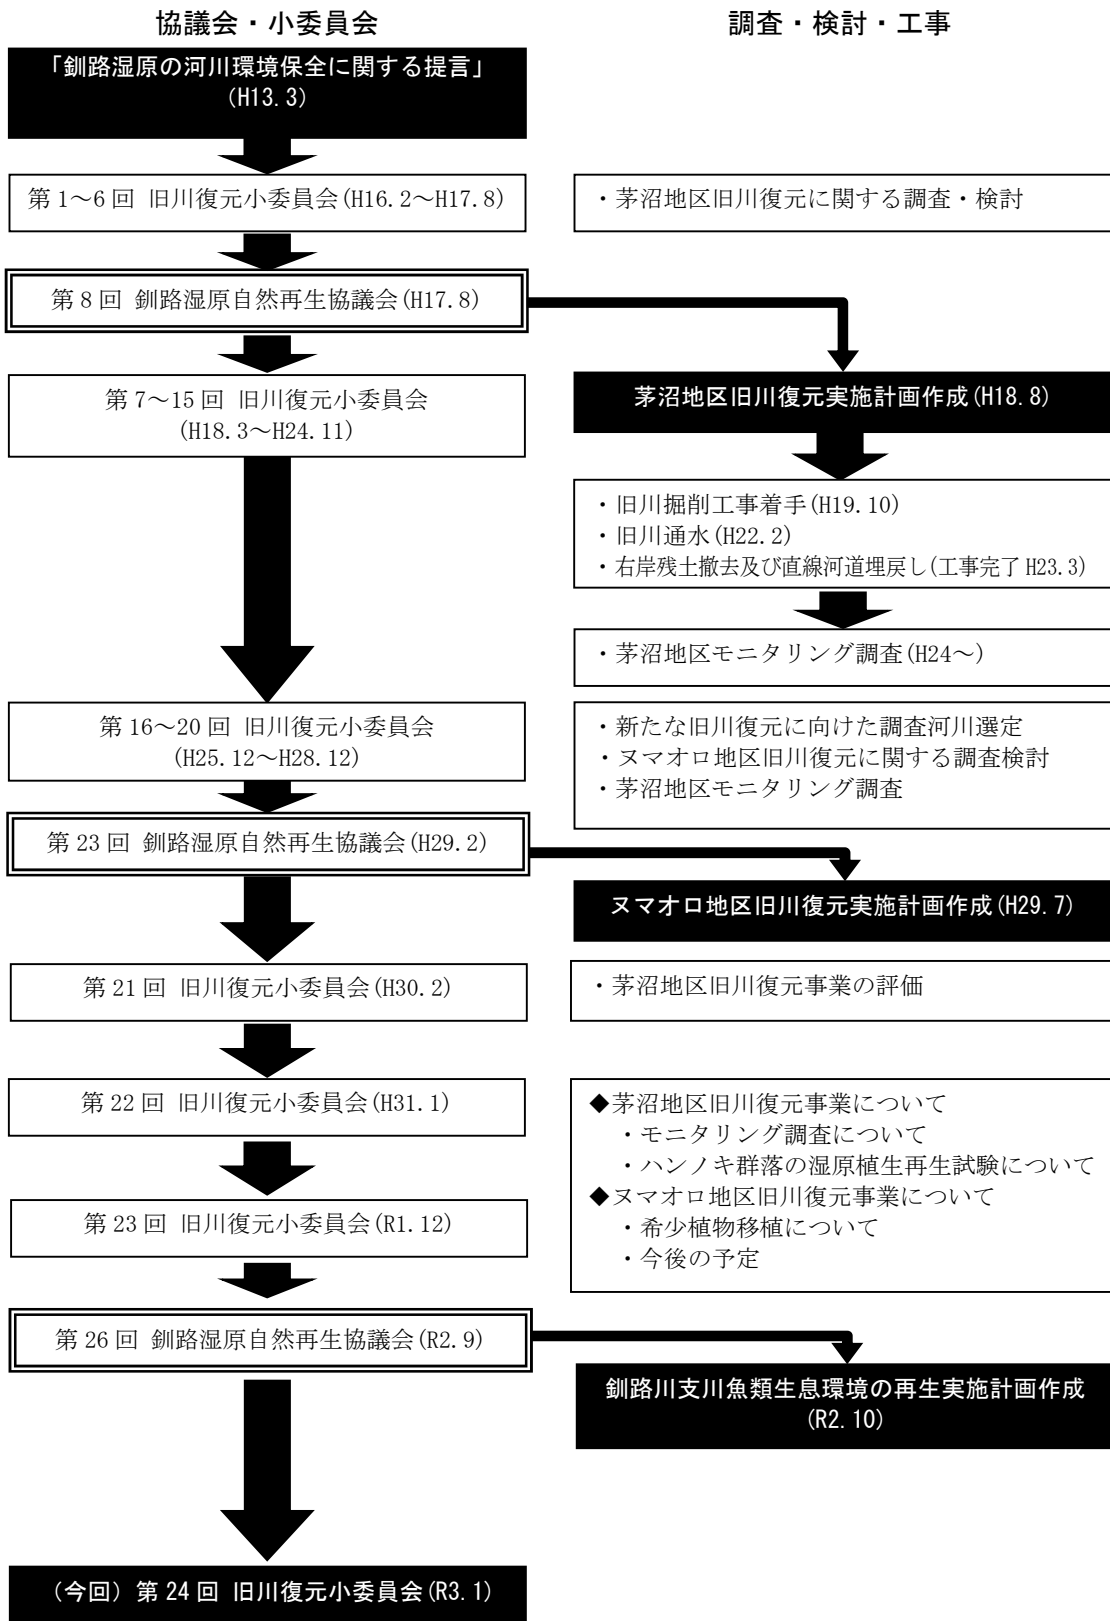 協議会・小委員会
調査・検討・工事
「釧路湿原の河川環境保全に関する提言」
(H13.3)
第1～6回 旧川復元小委員会(H16.2～H17.8)
・茅沼地区旧川復元に関する調査・検討
第8回 釧路湿原自然再生協議会(H17.8)
第7～15回 旧川復元小委員会
(H18.3～H24.11)
茅沼地区旧川復元実施計画作成(H18.8)
・旧川掘削工事着手(H19.10)
・旧川通水(H22.2)
・右岸残土撤去及び直線河道埋戻し(工事完了H23.3)
・茅沼地区モニタリング調査(H24～)
第16～20回 旧川復元小委員会
(H25.12～H28.12)
・新たな旧川復元に向けた調査河川選定
・ヌマオロ地区旧川復元に関する調査検討
・茅沼地区モニタリング調査
第23回 釧路湿原自然再生協議会(H29.2)
ヌマオロ地区旧川復元実施計画作成(H29.7)
第21回 旧川復元小委員会(H30.2)
・茅沼地区旧川復元事業の評価
第22回 旧川復元小委員会(H31.1)
◆茅沼地区旧川復元事業について
・モニタリング調査について
・ハンノキ群落の湿原植生再生試験について
◆ヌマオロ地区旧川復元事業について
・希少植物移植について
・今後の予定
第23回 旧川復元小委員会(R1.12)
第26回 釧路湿原自然再生協議会(R2.9)
釧路川支川魚類生息環境の再生実施計画作成
(R2.10)
(今回)第24回 旧川復元小委員会(R3.1)